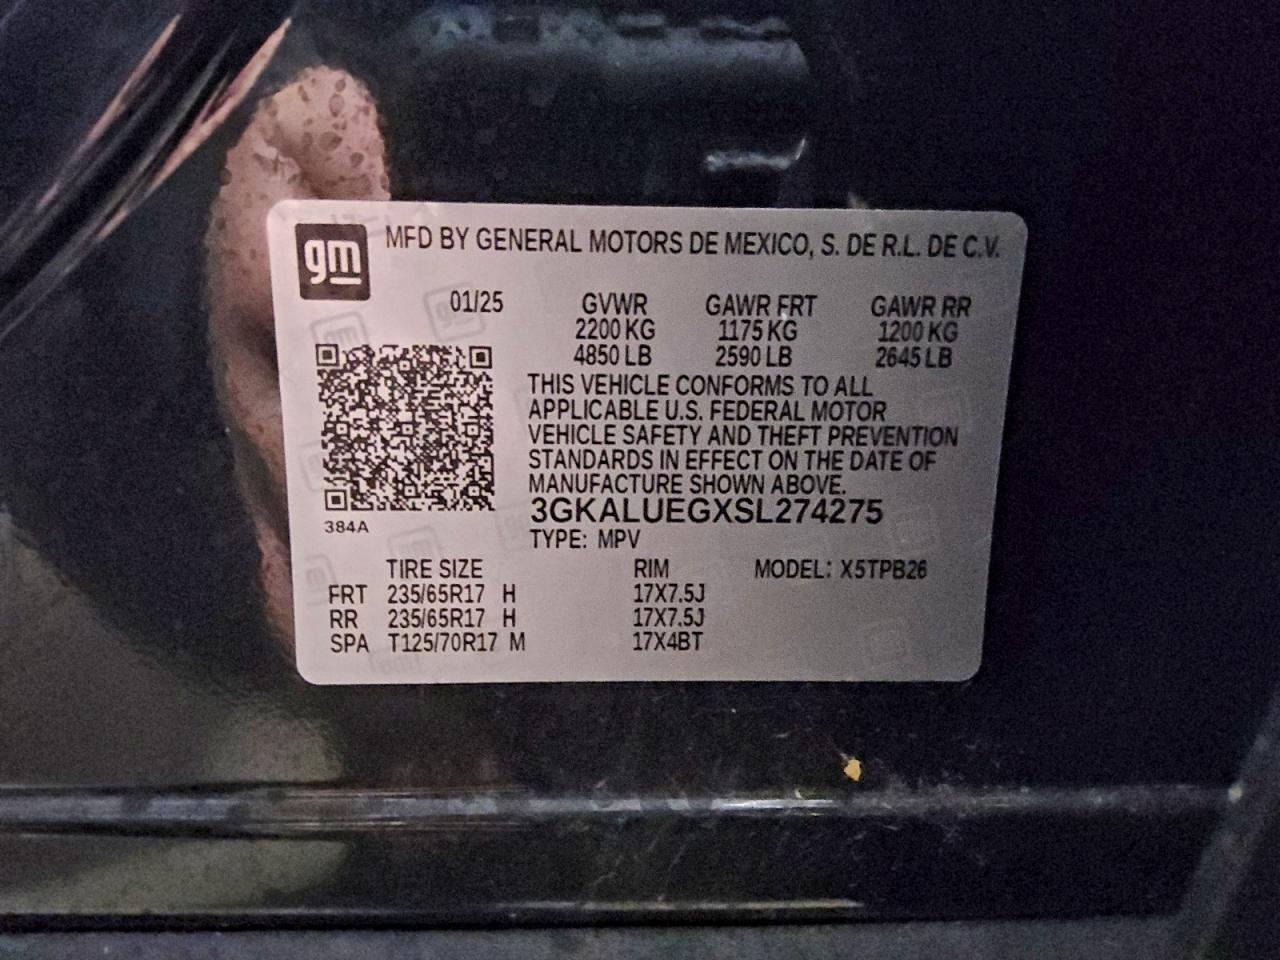 gm
MFD BY GENERAL MOTORS DE MEXICO, S. DE R.L. DE C.V.
01/25 GVWR GAWR FRT GAWR RR
2200 KG 1175 KG 1200 KG
4850 LB 2590 LB 2645 LB
THIS VEHICLE CONFORMS TO ALL
APPLICABLE U.S. FEDERAL MOTOR
VEHICLE SAFETY AND THEFT PREVENTION
STANDARDS IN EFFECT ON THE DATE OF
MANUFACTURE SHOWN ABOVE.
3GKALUEGXSL274275
384A
TYPE: MPV
TIRE SIZE RIM MODEL: X5TPB26
FRT 235/65R17 H 17X7.5J
RR 235/65R17 H 17X7.5J
SPA T125/70R17 M 17X4BT